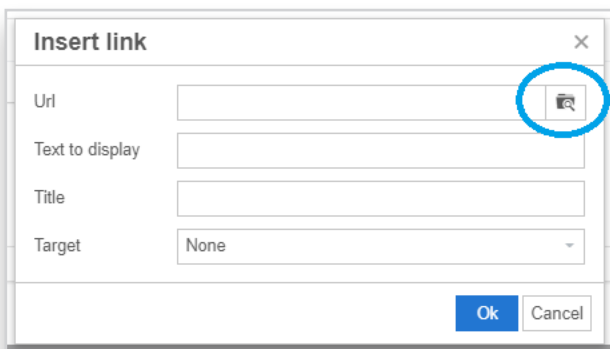 Insert link
Url
Text to display
Title
Target None
Ok Cancel